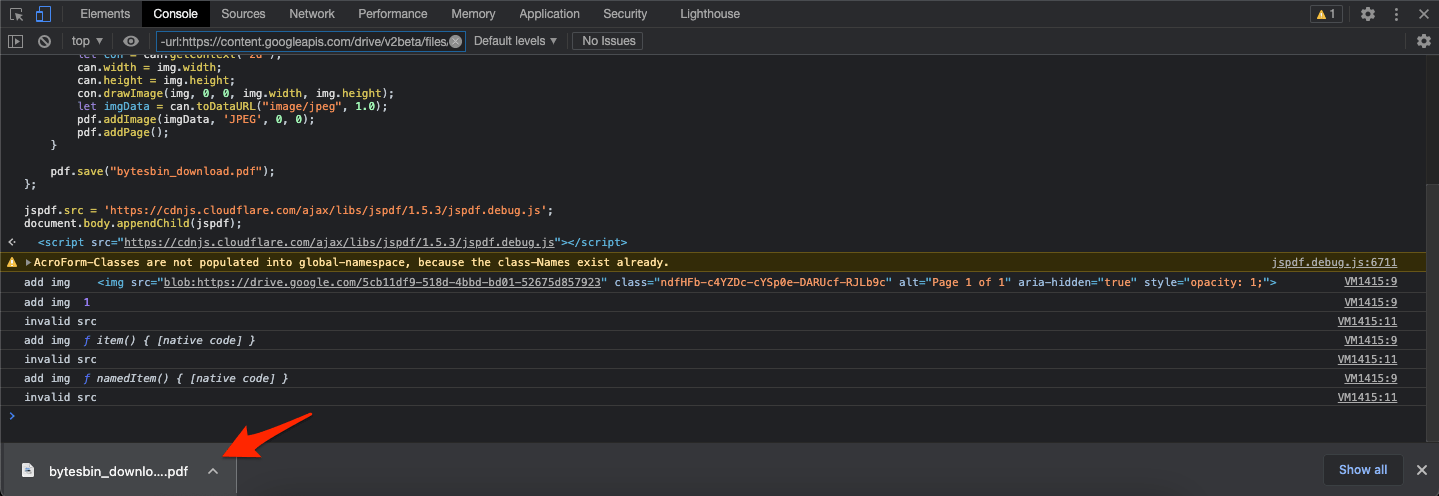 Elements Console Sources Network Performance Memory Application Security Lighthouse 1
top -url:https://content.googleapis.com/drive/v2beta/files/ Default levels No Issues
let con = can.getContext("2d");
can.width = img.width;
can.height = img.height;
con.drawImage(img, 0, 0, img.width, img.height);
let imgData = can.toDataURL("image/jpeg", 1.0);
pdf.addImage(imgData, 'JPEG', 0, 0);
pdf.addPage();
}
pdf.save("bytesbin_download.pdf");
};
jspdf.src = 'https://cdnjs.cloudflare.com/ajax/libs/jspdf/1.5.3/jspdf.debug.js';
document.body.appendChild(jspdf);
<script src="https://cdnjs.cloudflare.com/ajax/libs/jspdf/1.5.3/jspdf.debug.js"></script>
AcroForm-Classes are not populated into global-namespace, because the class-Names exist already. jspdf.debug.js:6711
add img <img src="blob:https://drive.google.com/5cb11df9-518d-4bbd-bd01-52675d857923" class="ndfHFb-c4YZDc-cYSp0e-DARUcf-RJLb9c" alt="Page 1 of 1" aria-hidden="true" style="opacity: 1;"> VM1415:9
add img 1 VM1415:9
invalid src VM1415:11
add img ƒ item() { [native code] } VM1415:9
invalid src VM1415:11
add img ƒ namedItem() { [native code] } VM1415:9
invalid src VM1415:11
bytesbin_downlo....pdf Show all